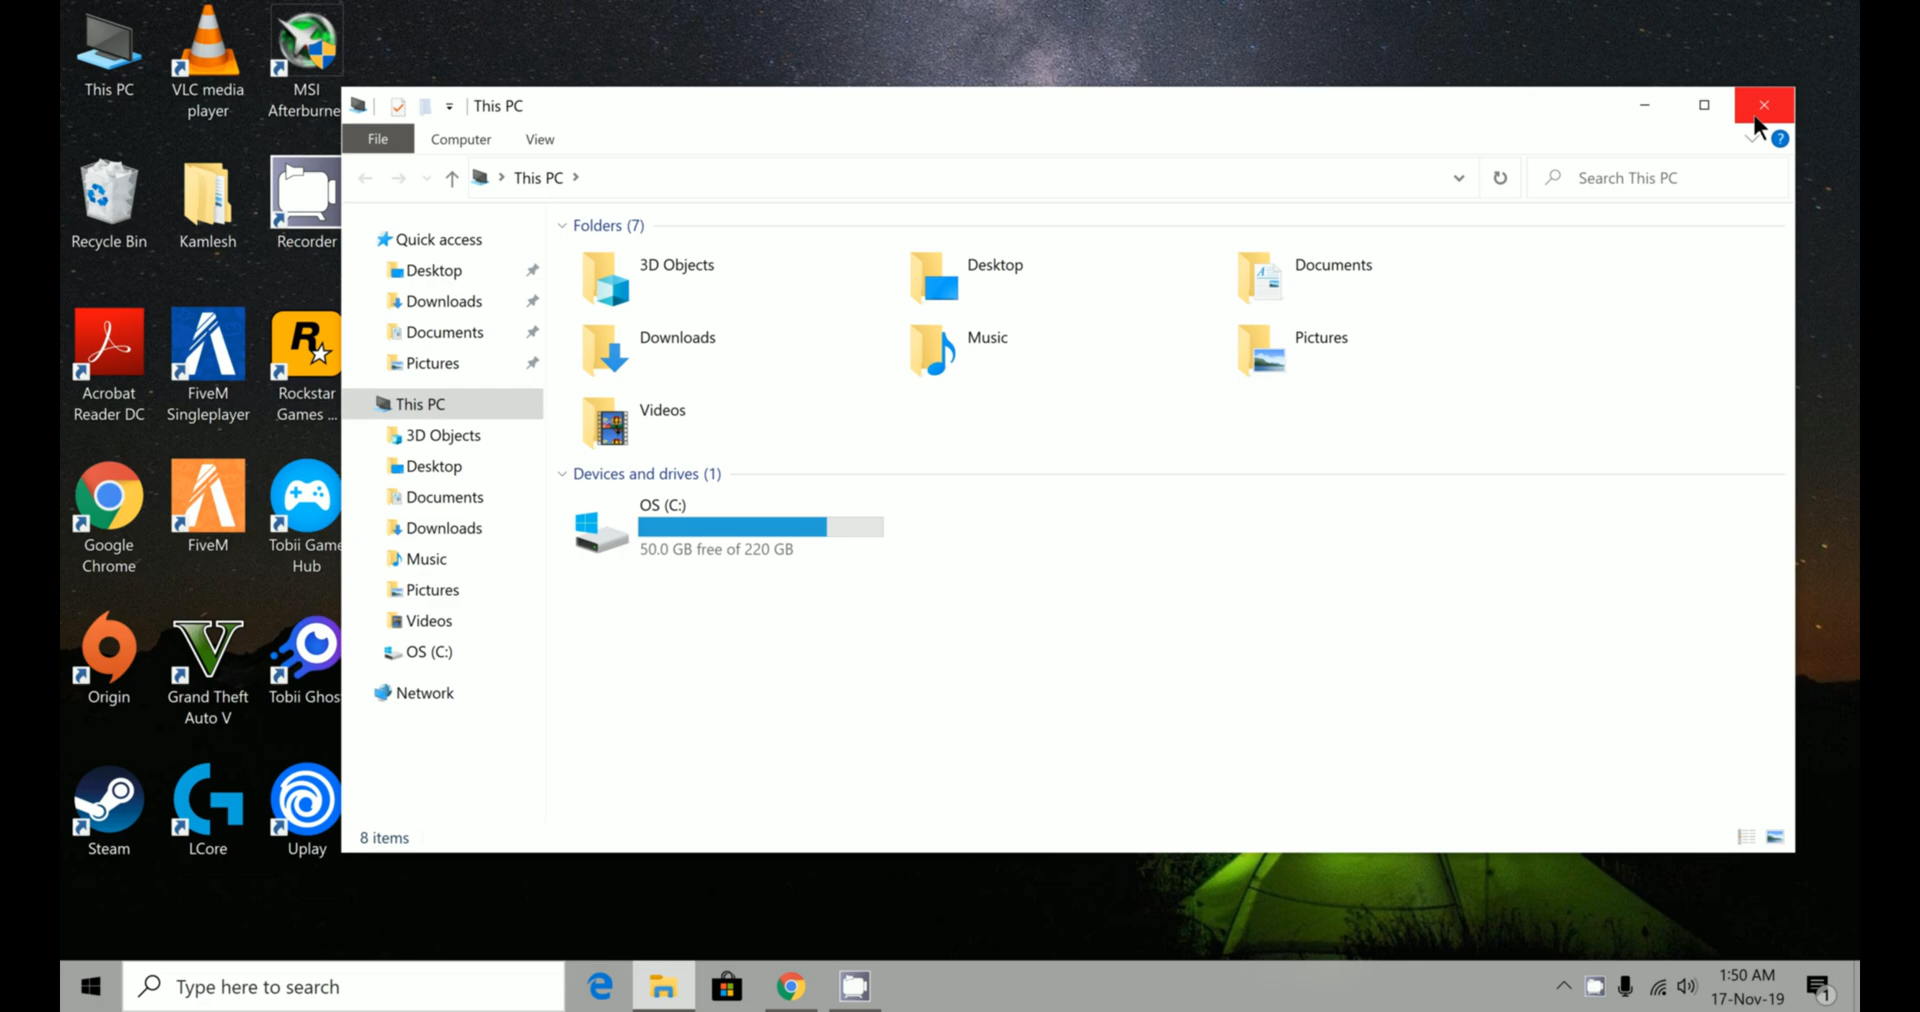 This PC
VLC media
player
MSI
Afterburne
Recycle Bin
Kamlesh
Recorder
Acrobat
Reader DC
FiveM
Singleplayer
R
Rockstar
Games ...
Google
Chrome
FiveM
Tobii Game
Hub
Origin
Grand Theft
Auto V
Tobii Ghos
Steam
LCore
Uplay
This PC
File
Computer
View
?
This PC
Search This PC
Quick access
Desktop
Downloads
Documents
Pictures
This PC
3D Objects
Desktop
Documents
Downloads
Music
Pictures
Videos
OS (C:)
Network
Folders (7)
3D Objects
Desktop
Documents
Downloads
Music
Pictures
Videos
Devices and drives (1)
OS (C:)
50.0 GB free of 220 GB
8 items
Type here to search
1:50 AM
17-Nov-19
1